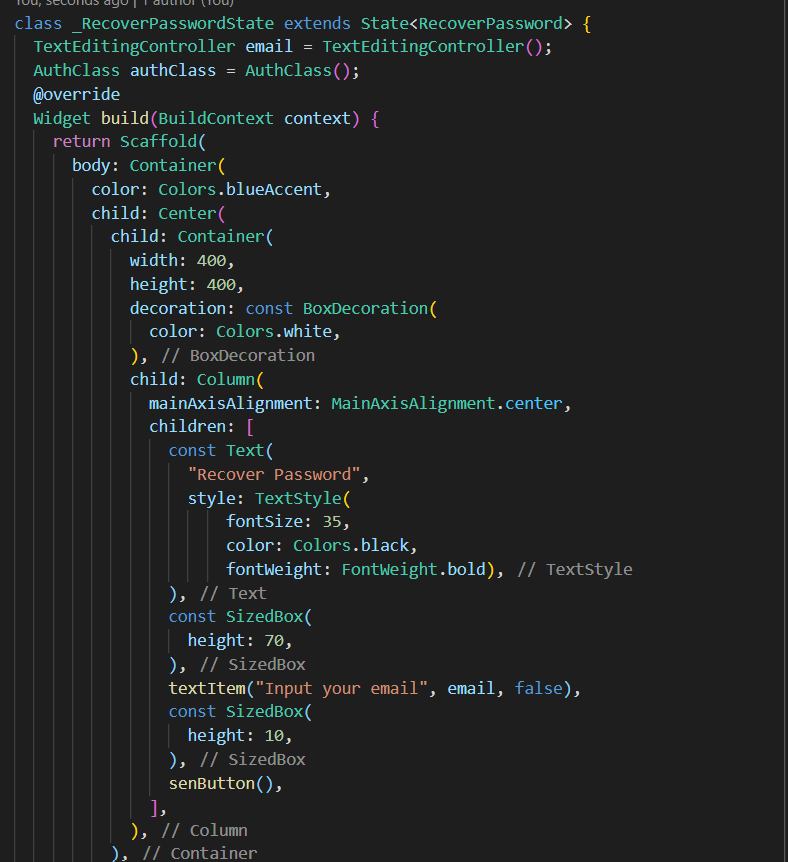 You, seconds ago | 1 author (You)
class _RecoverPasswordState extends State<RecoverPassword> {
  TextEditingController email = TextEditingController();
  AuthClass authClass = AuthClass();
  @override
  Widget build(BuildContext context) {
    return Scaffold(
      body: Container(
        color: Colors.blueAccent,
        child: Center(
          child: Container(
            width: 400,
            height: 400,
            decoration: const BoxDecoration(
              color: Colors.white,
            ), // BoxDecoration
            child: Column(
              mainAxisAlignment: MainAxisAlignment.center,
              children: [
                const Text(
                  "Recover Password",
                  style: TextStyle(
                      fontSize: 35,
                      color: Colors.black,
                      fontWeight: FontWeight.bold), // TextStyle
                ), // Text
                const SizedBox(
                  height: 70,
                ), // SizedBox
                textItem("Input your email", email, false),
                const SizedBox(
                  height: 10,
                ), // SizedBox
                senButton(),
              ],
            ), // Column
          ), // Container